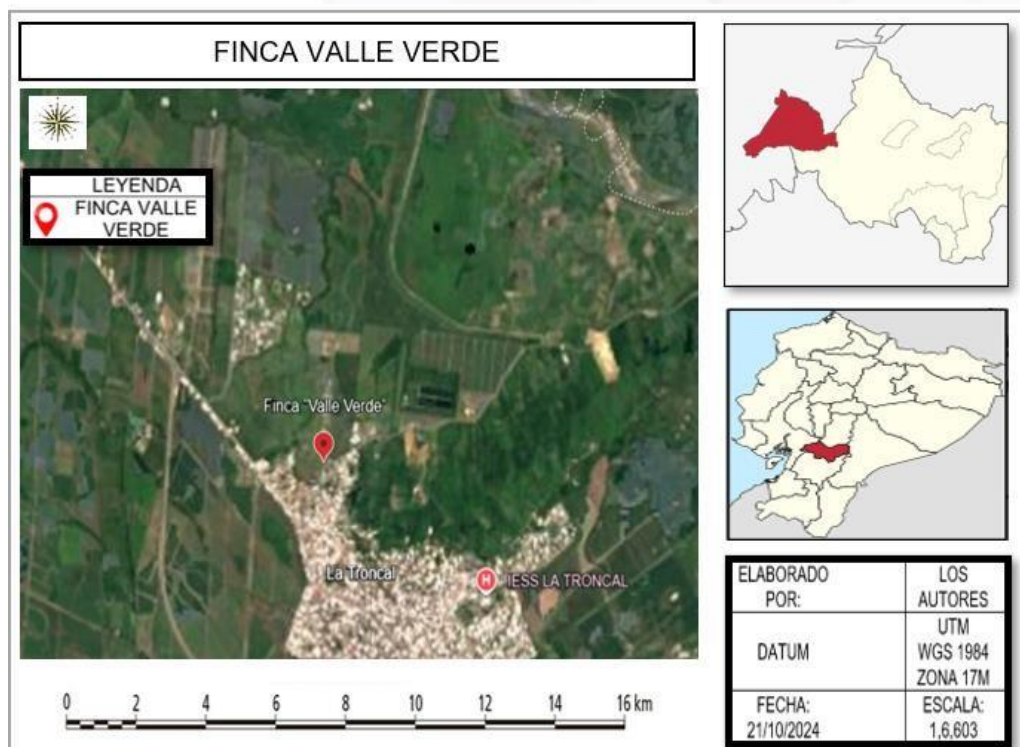 FINCA VALLE VERDE
LEYENDA
FINCA VALLE
VERDE
Finca "Valle Verde"
La Troncal
H
IESS LA TRONCAL
0 2 4 6 8 10 12 14 16 km
ELABORADO
POR:
LOS
AUTORES
DATUM
UTM
WGS 1984
ZONA 17M
FECHA:
21/10/2024
ESCALA:
1,6,603